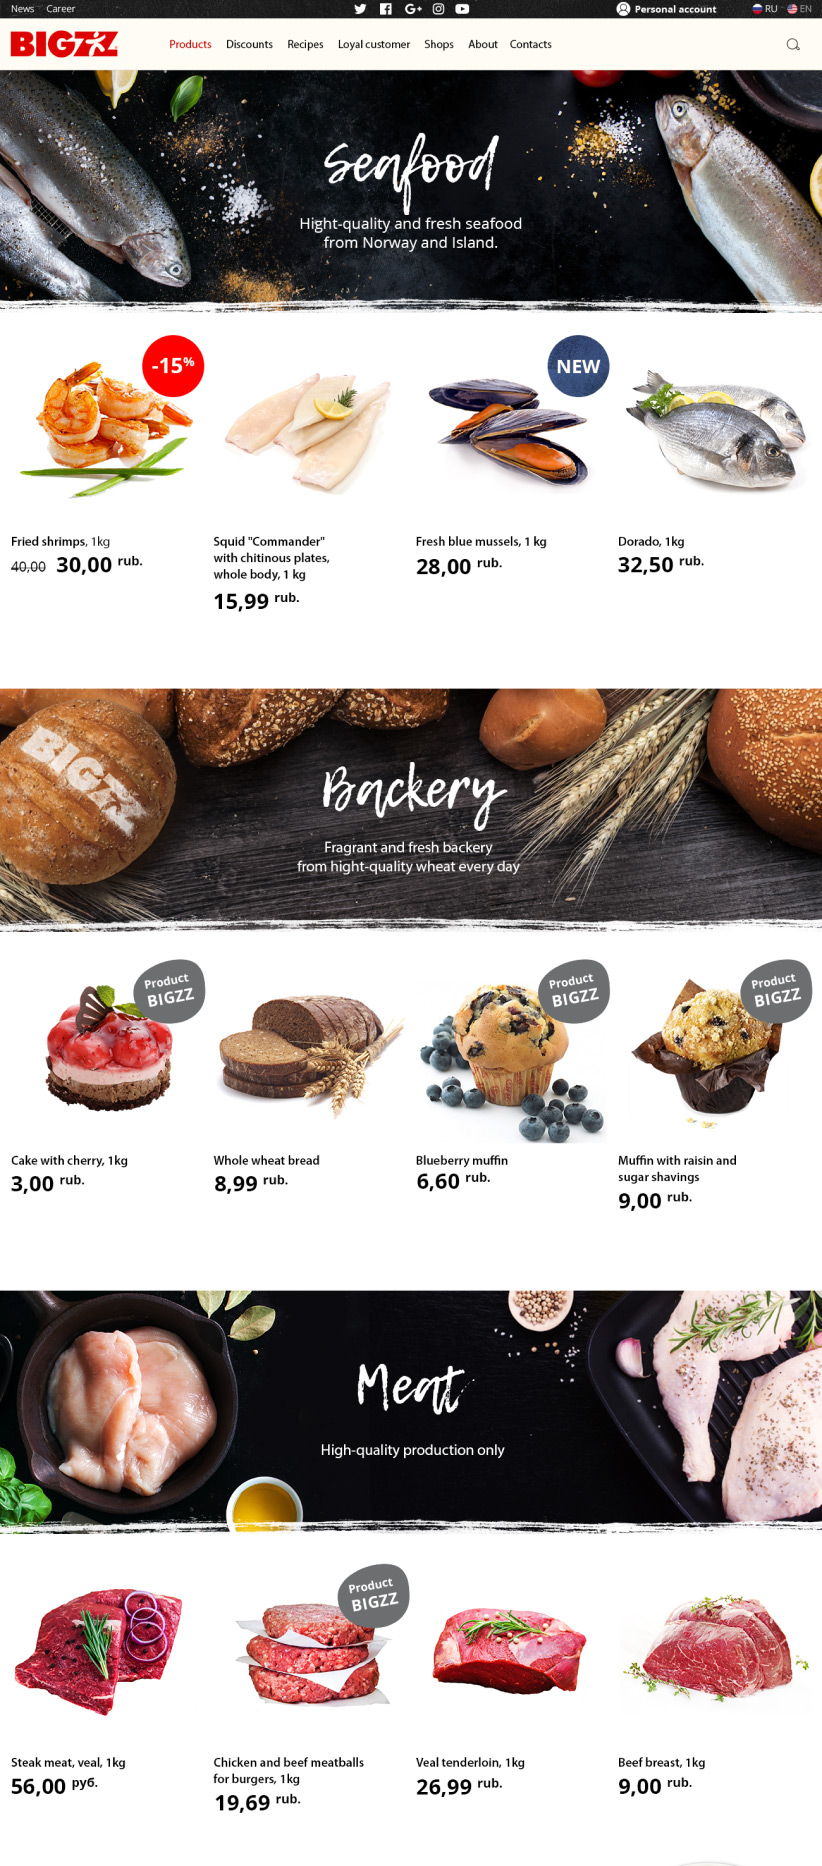 News Career
Personal account
RU EN
BIGZZ
Products Discounts Recipes Loyal customer Shops About Contacts
Seafood
Hight-quality and fresh seafood
from Norway and Island.
-15%
NEW
Fried shrimps, 1kg
40,00 30,00 rub.
Squid "Commander"
with chitinous plates,
whole body, 1 kg
15,99 rub.
Fresh blue mussels, 1 kg
28,00 rub.
Dorado, 1kg
32,50 rub.
BIGZZ
Backery
Fragrant and fresh backery
from hight-quality wheat every day
Product
BIGZZ
Product
BIGZZ
Product
BIGZZ
Cake with cherry, 1kg
3,00 rub.
Whole wheat bread
8,99 rub.
Blueberry muffin
6,60 rub.
Muffin with raisin and
sugar shavings
9,00 rub.
Meat
High-quality production only
Product
BIGZZ
Steak meat, veal, 1kg
56,00 руб.
Chicken and beef meatballs
for burgers, 1kg
19,69 rub.
Veal tenderloin, 1kg
26,99 rub.
Beef breast, 1kg
9,00 rub.